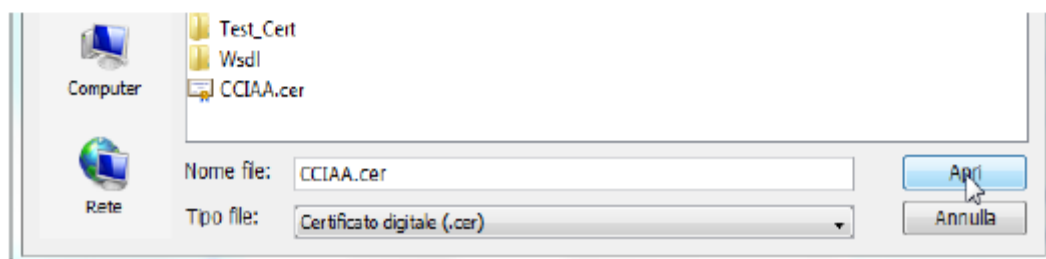 Test_Cert
Wsdl
Computer
CCIAA.cer
Nome file:
CCIAA.cer
Apri
Rete
Tipo file:
Certificato digitale (.cer)
Annulla